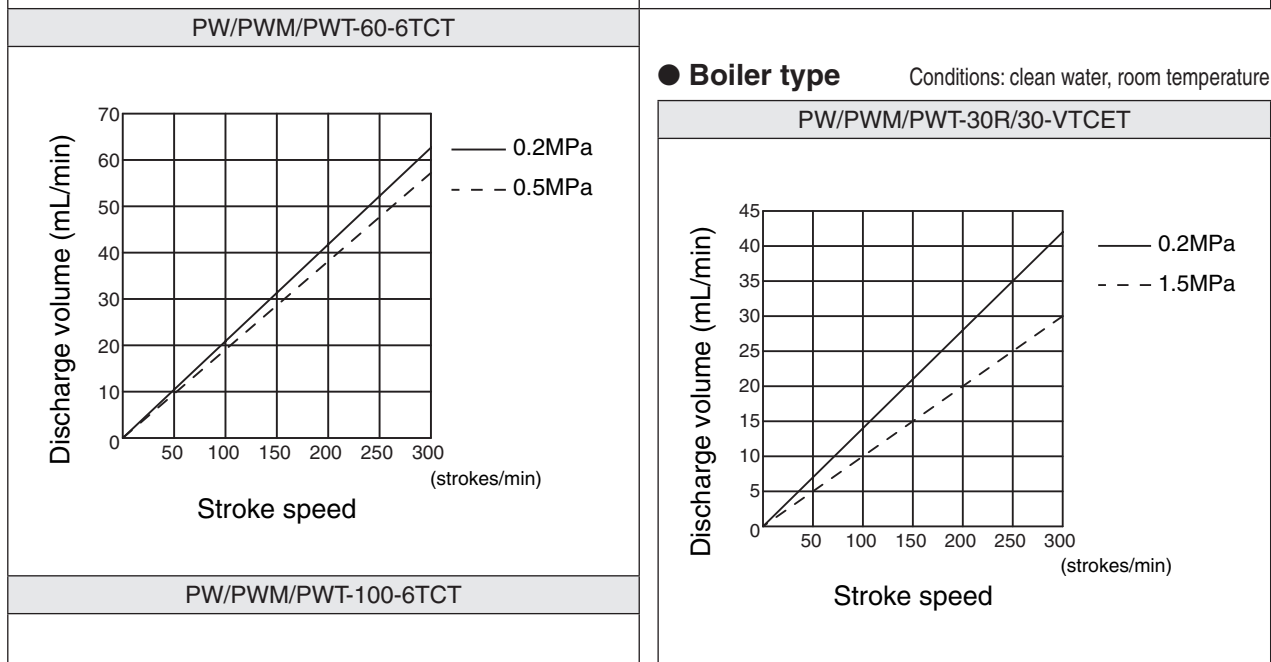 PW/PWM/PWT-60-6TCT
70
60
50
40
30
20
10
0
Discharge volume (mL/min)
50 100 150 200 250 300
(strokes/min)
Stroke speed
0.2MPa
0.5MPa
PW/PWM/PWT-100-6TCT
● Boiler type Conditions: clean water, room temperature
PW/PWM/PWT-30R/30-VTCET
45
40
35
30
25
20
15
10
5
0
Discharge volume (mL/min)
50 100 150 200 250 300
(strokes/min)
Stroke speed
0.2MPa
1.5MPa